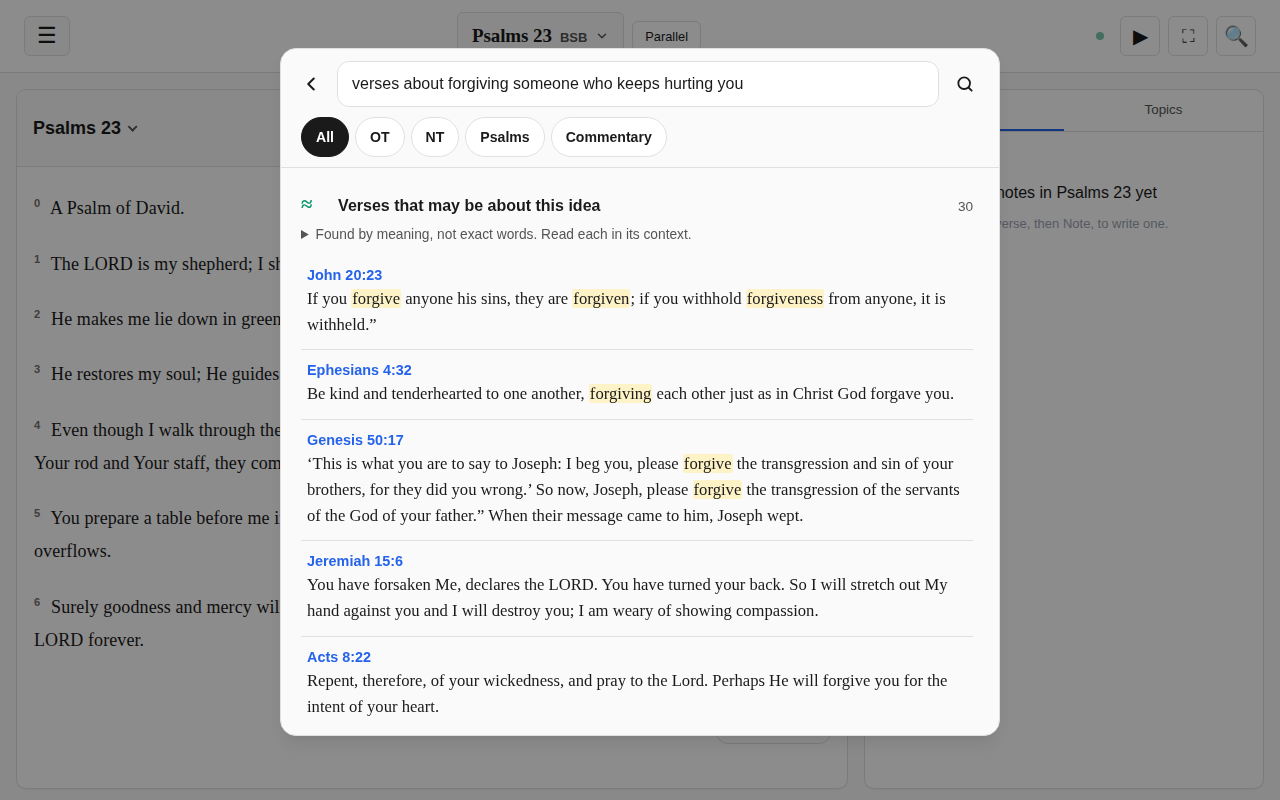 Psalms 23 BSB
Parallel
verses about forgiving someone who keeps hurting you
All
OT
NT
Psalms
Commentary
Psalms 23
0 A Psalm of David.
1 The LORD is my shepherd; I
2 He makes me lie down in green
3 He restores my soul; He guides
4 Even though I walk through the
Your rod and Your staff, they
5 You prepare a table before me
overflows.
6 Surely goodness and mercy
LORD forever.
≈ Verses that may be about this idea 30
▶ Found by meaning, not exact words. Read each in its context.
John 20:23
If you forgive anyone his sins, they are forgiven; if you withhold forgiveness from anyone, it is
withheld.”
Ephesians 4:32
Be kind and tenderhearted to one another, forgiving each other just as in Christ God forgave you.
Genesis 50:17
‘This is what you are to say to Joseph: I beg you, please forgive the transgression and sin of your
brothers, for they did you wrong.’ So now, Joseph, please forgive the transgression of the servants
of the God of your father.” When their message came to him, Joseph wept.
Jeremiah 15:6
You have forsaken Me, declares the LORD. You have turned your back. So I will stretch out My
hand against you and I will destroy you; I am weary of showing compassion.
Acts 8:22
Repent, therefore, of your wickedness, and pray to the Lord. Perhaps He will forgive you for the
intent of your heart.
Topics
notes in Psalms 23 yet
verse, then Note, to write one.